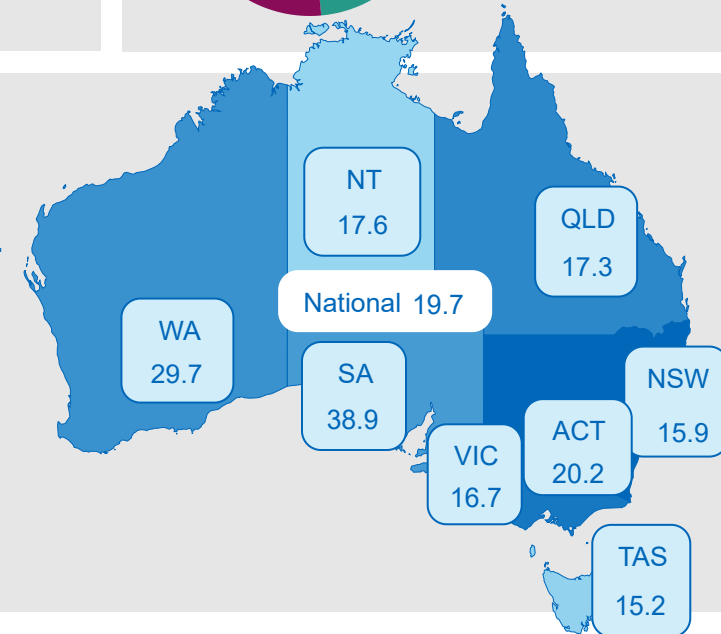 NT
17.6
QLD
17.3
National 19.7
WA
29.7
SA
38.9
NSW
15.9
ACT
20.2
VIC
16.7
TAS
15.2